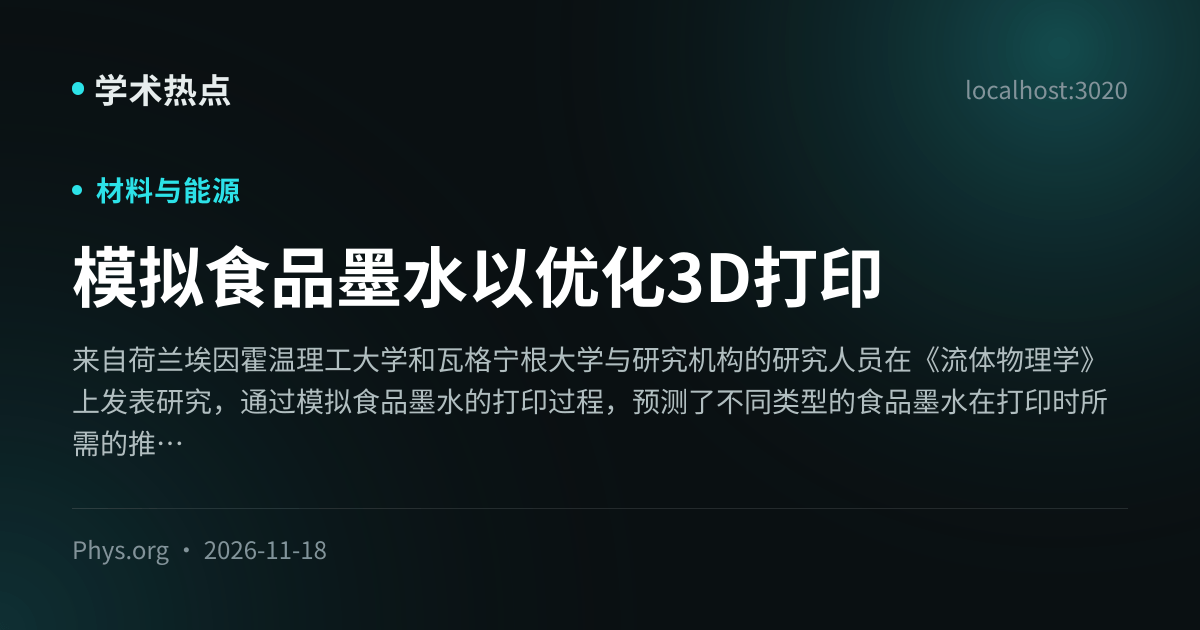 学术热点
localhost:3020
材料与能源
模拟食品墨水以优化3D打印
来自荷兰埃因霍温理工大学和瓦格宁根大学与研究机构的研究人员在《流体物理学》
上发表研究，通过模拟食品墨水的打印过程，预测了不同类型的食品墨水在打印时所
需的推…
Phys.org · 2026-11-18